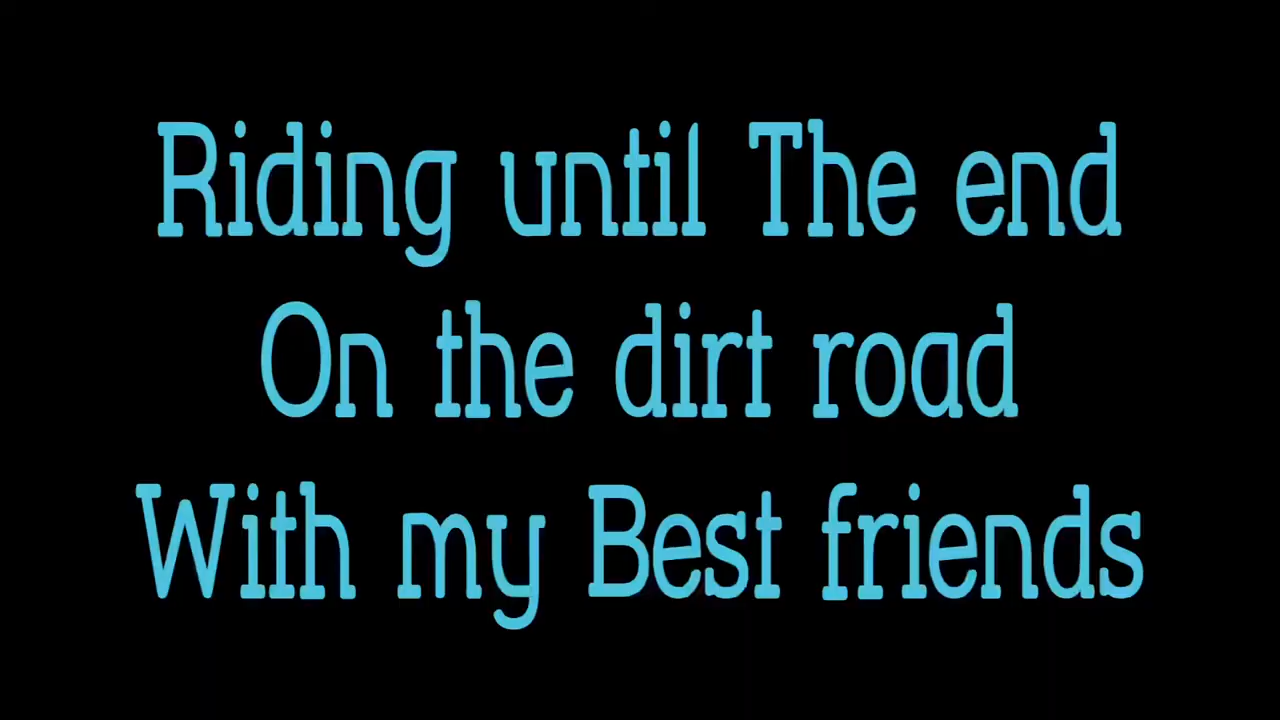 Riding until The end
On the dirt road
With my Best friends